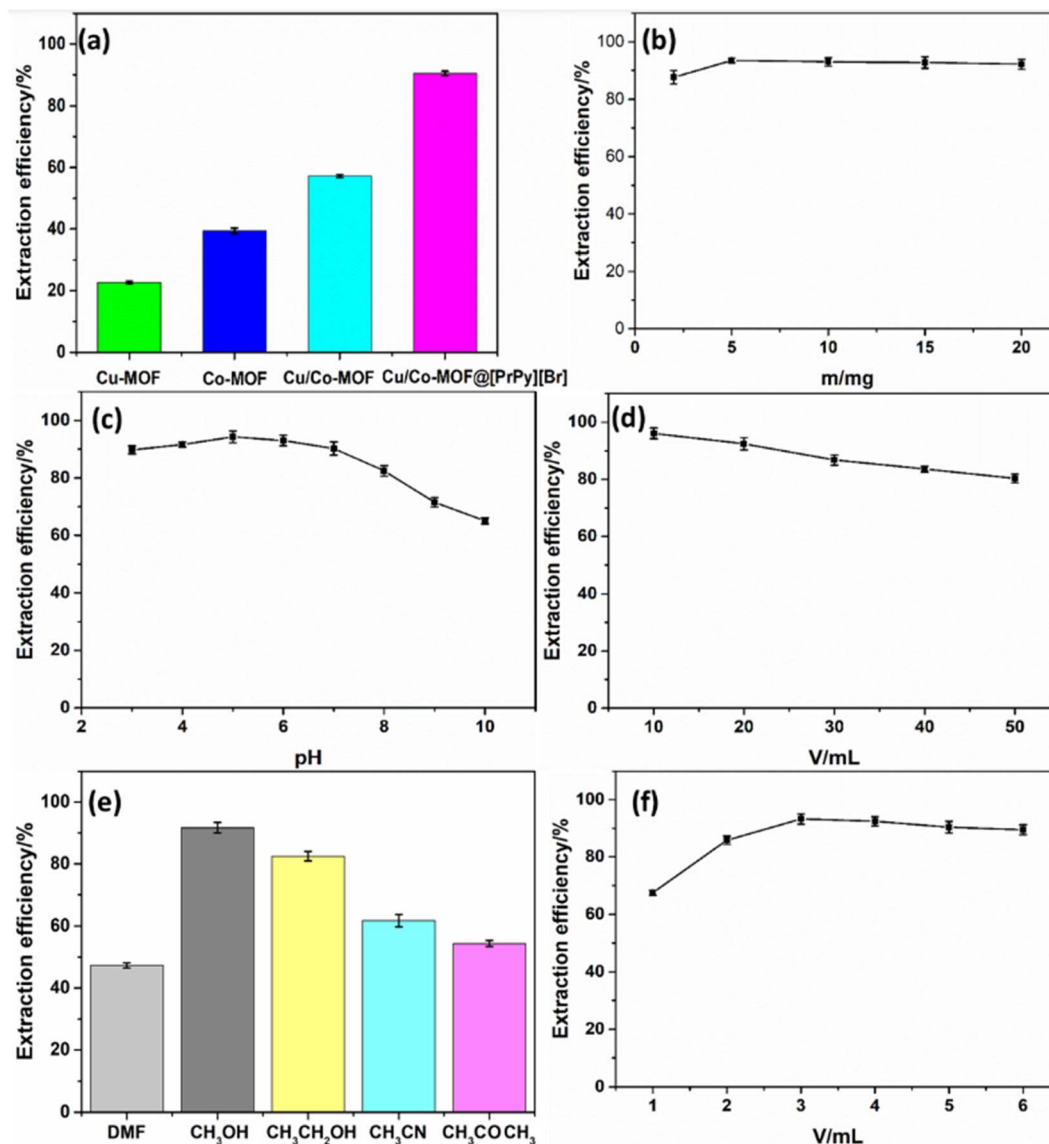 (a)
Extraction efficiency/%
100
80
60
40
20
0
Cu-MOF Co-MOF Cu/Co-MOF Cu/Co-MOF@[PrPy][Br]
(b)
Extraction efficiency/%
100
80
60
40
20
0
0 5 10 15 20
m/mg
(c)
Extraction efficiency/%
100
80
60
40
20
0
2 4 6 8 10
pH
(d)
Extraction efficiency/%
100
80
60
40
20
0
10 20 30 40 50
V/mL
(e)
Extraction efficiency/%
100
80
60
40
20
0
DMF CH₃OH CH₃CH₂OH CH₃CN CH₃COCH₃
(f)
Extraction efficiency/%
100
80
60
40
20
0
1 2 3 4 5 6
V/mL